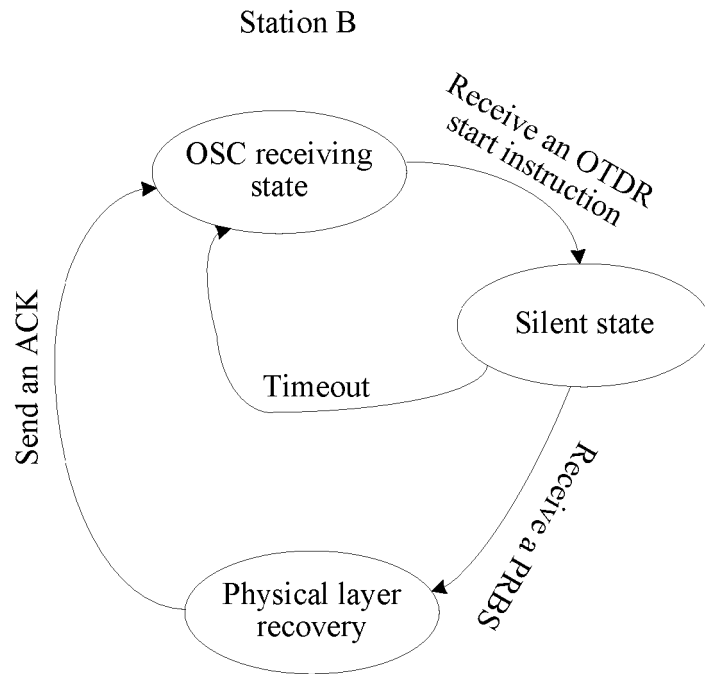 Station B
OSC receiving
state
Receive an OTDR
start instruction
Silent state
Timeout
Send an ACK
Receive a PRBS
Physical layer
recovery